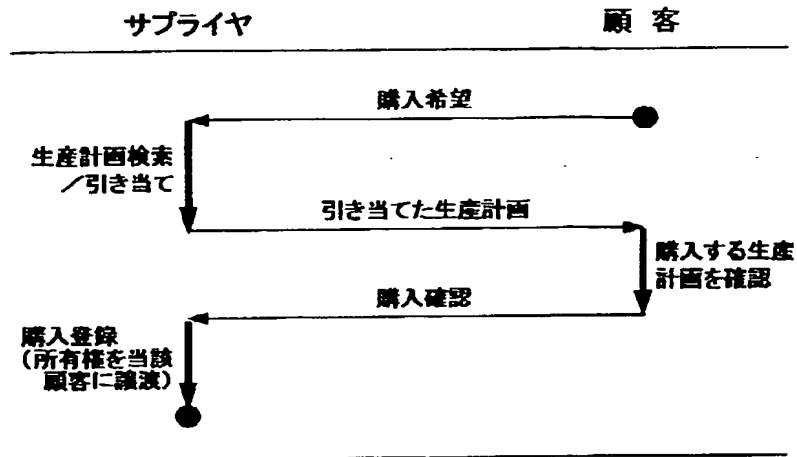 サプライヤ
顧 客
購入希望
生産計画検索
／引き当て
引き当てた生産計画
購入する生産
計画を確認
購入確認
購入登録
（所有権を当該
顧客に譲渡）